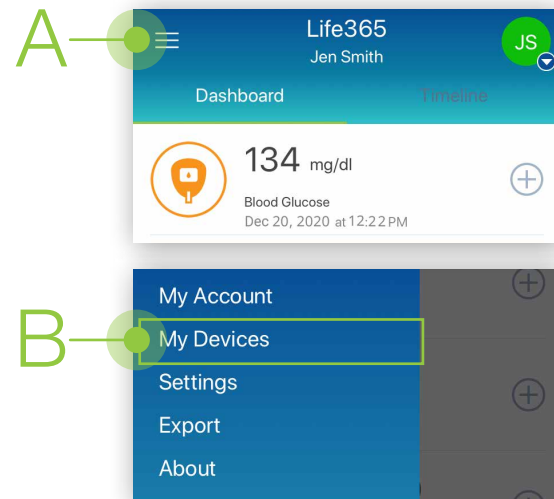 A
Life365
JS
Jen Smith
Dashboard Timeline
134 mg/dl
Blood Glucose
Dec 20, 2020 at 12:22 PM
B
My Account
My Devices
Settings
Export
About